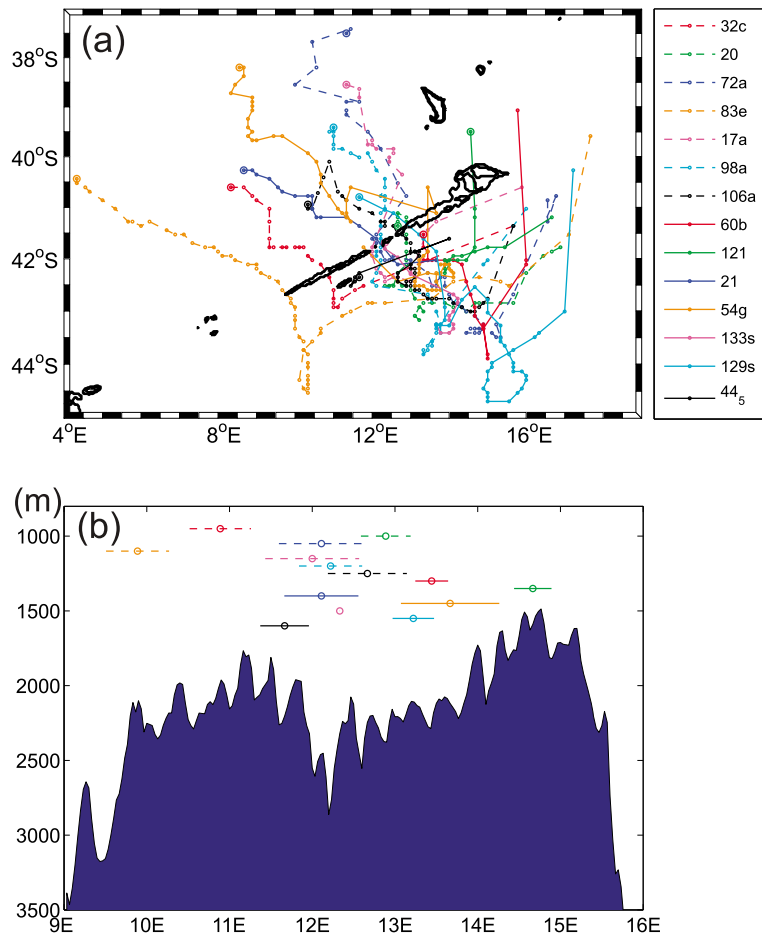 (a)
38°S
40°S
42°S
44°S
4°E 8°E 12°E 16°E
32c
20
72a
83e
17a
98a
106a
60b
121
21
54g
133s
129s
44₅
(m)
(b)
1000
1500
2000
2500
3000
3500
9E 10E 11E 12E 13E 14E 15E 16E